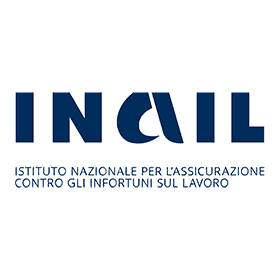 INAIL
ISTITUTO NAZIONALE PER L'ASSICURAZIONE
CONTRO GLI INFORTUNI SUL LAVORO